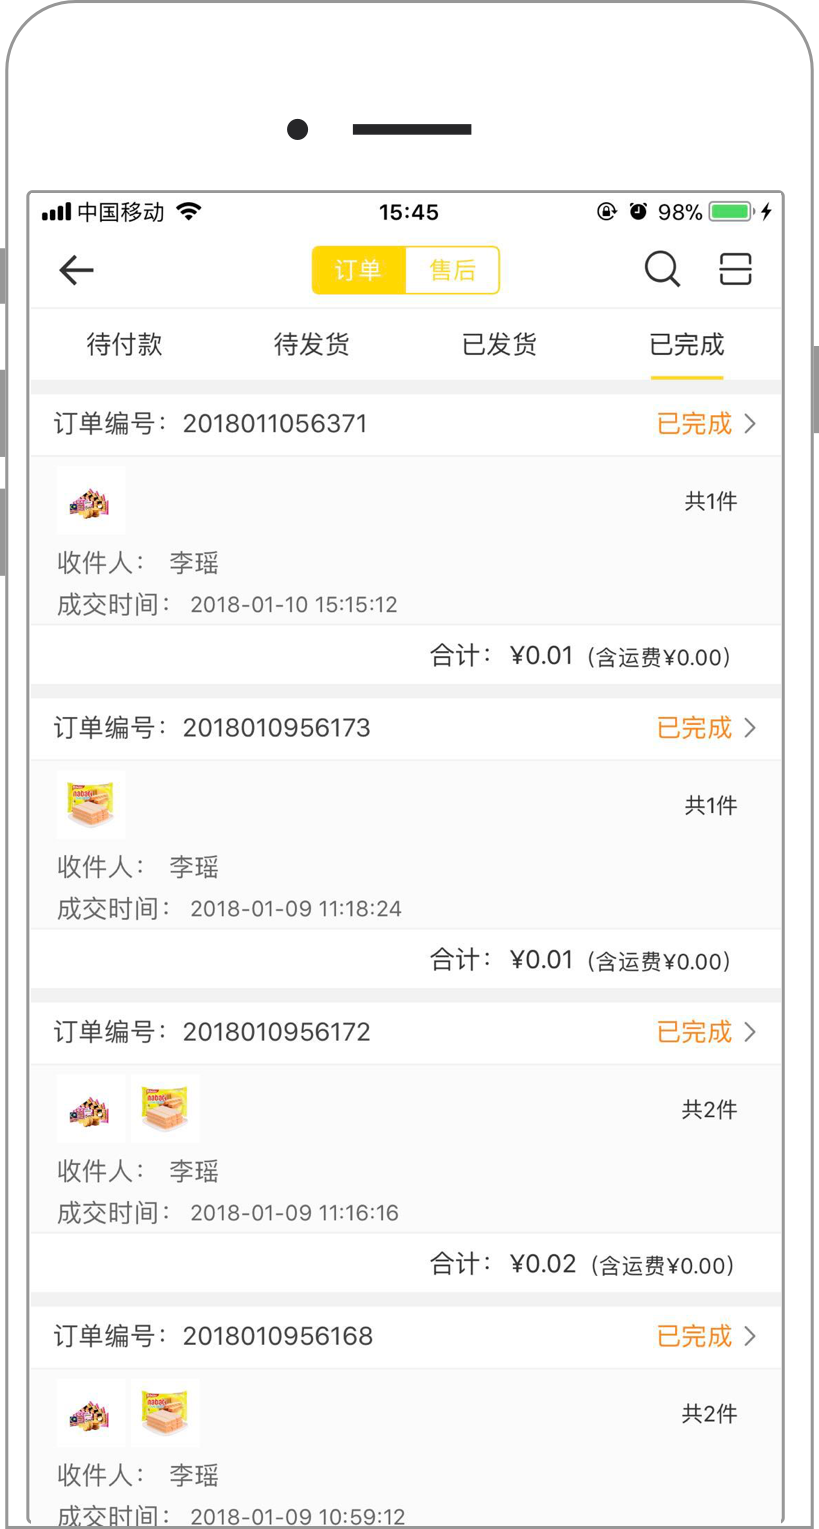 中国移动 15:45 98%
订单 售后
待付款 待发货 已发货 已完成
订单编号：2018011056371 已完成
共1件
收件人： 李瑶
成交时间： 2018-01-10 15:15:12
合计： ¥0.01 (含运费¥0.00)
订单编号：2018010956173 已完成
nabati
共1件
收件人： 李瑶
成交时间： 2018-01-09 11:18:24
合计： ¥0.01 (含运费¥0.00)
订单编号：2018010956172 已完成
nabati
共2件
收件人： 李瑶
成交时间： 2018-01-09 11:16:16
合计： ¥0.02 (含运费¥0.00)
订单编号：2018010956168 已完成
nabati
共2件
收件人： 李瑶
成交时间： 2018-01-09 10:59:12